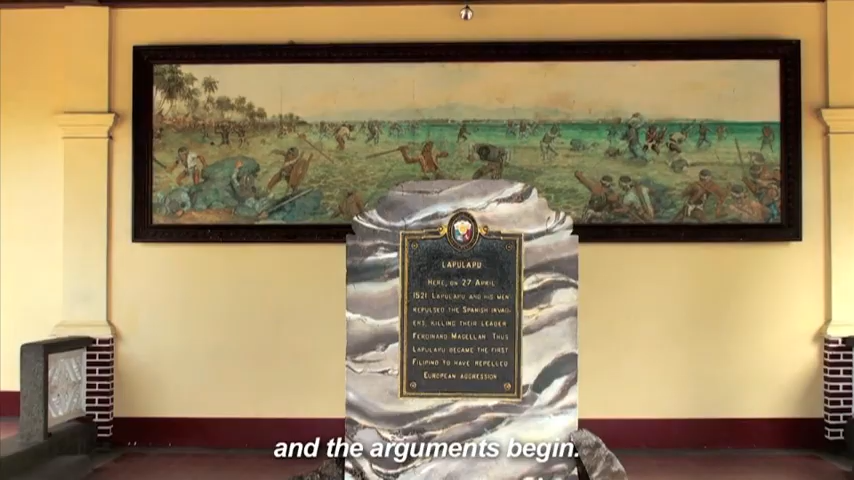 LAPULAPU
HERE, ON 27 APRIL
1521 LAPULAPU AND HIS MEN
REPULSED THE SPANISH INVAD-
ERS, KILLING THEIR LEADER
FERDINAND MAGELLAN. THUS
LAPULAPU BECAME THE FIRST
FILIPINO TO HAVE REPELLED
EUROPEAN AGGRESSION
and the arguments begin.